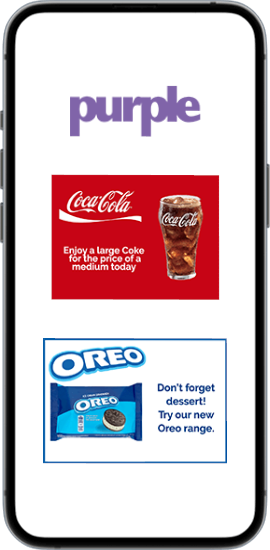 purple
Coca-Cola
Coca-Cola
Enjoy a large Coke
for the price of a
medium today
OREO
OREO
Don't forget
dessert!
Try our new
Oreo range.